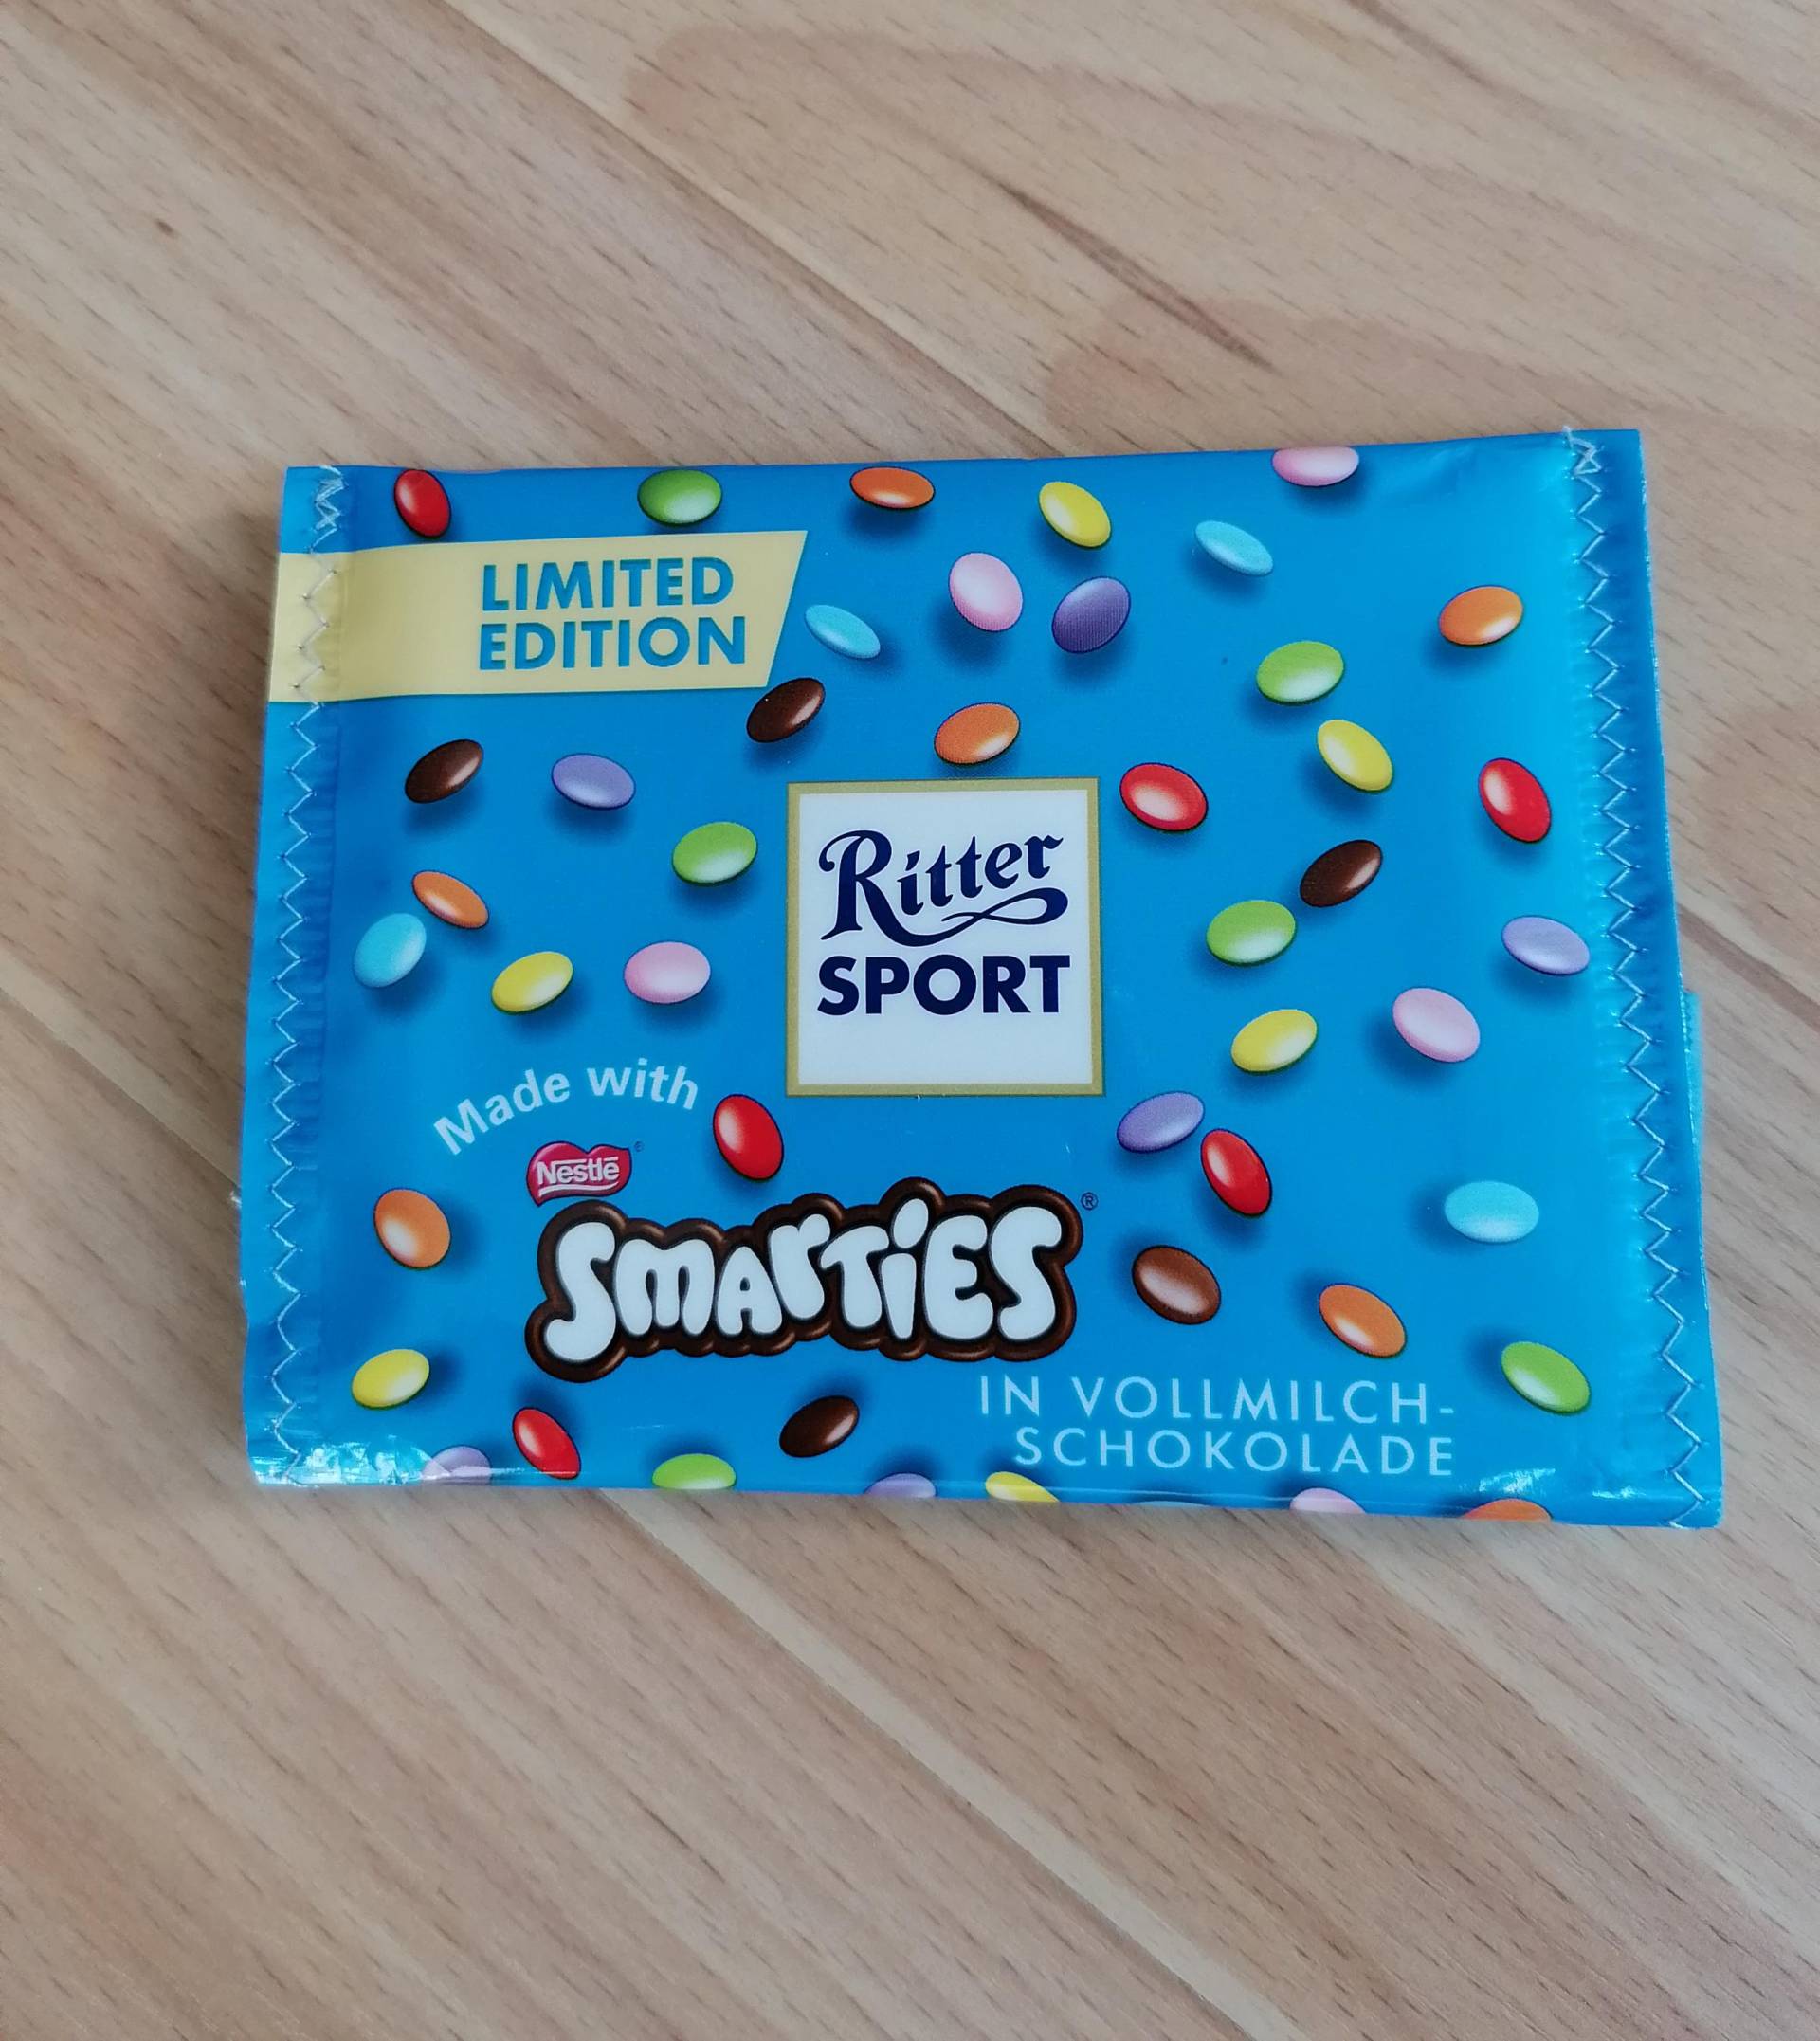 LIMITED
EDITION
Ritter
SPORT
Made with
Nestlé®
SMARTIES®
IN VOLLMILCH-
SCHOKOLADE